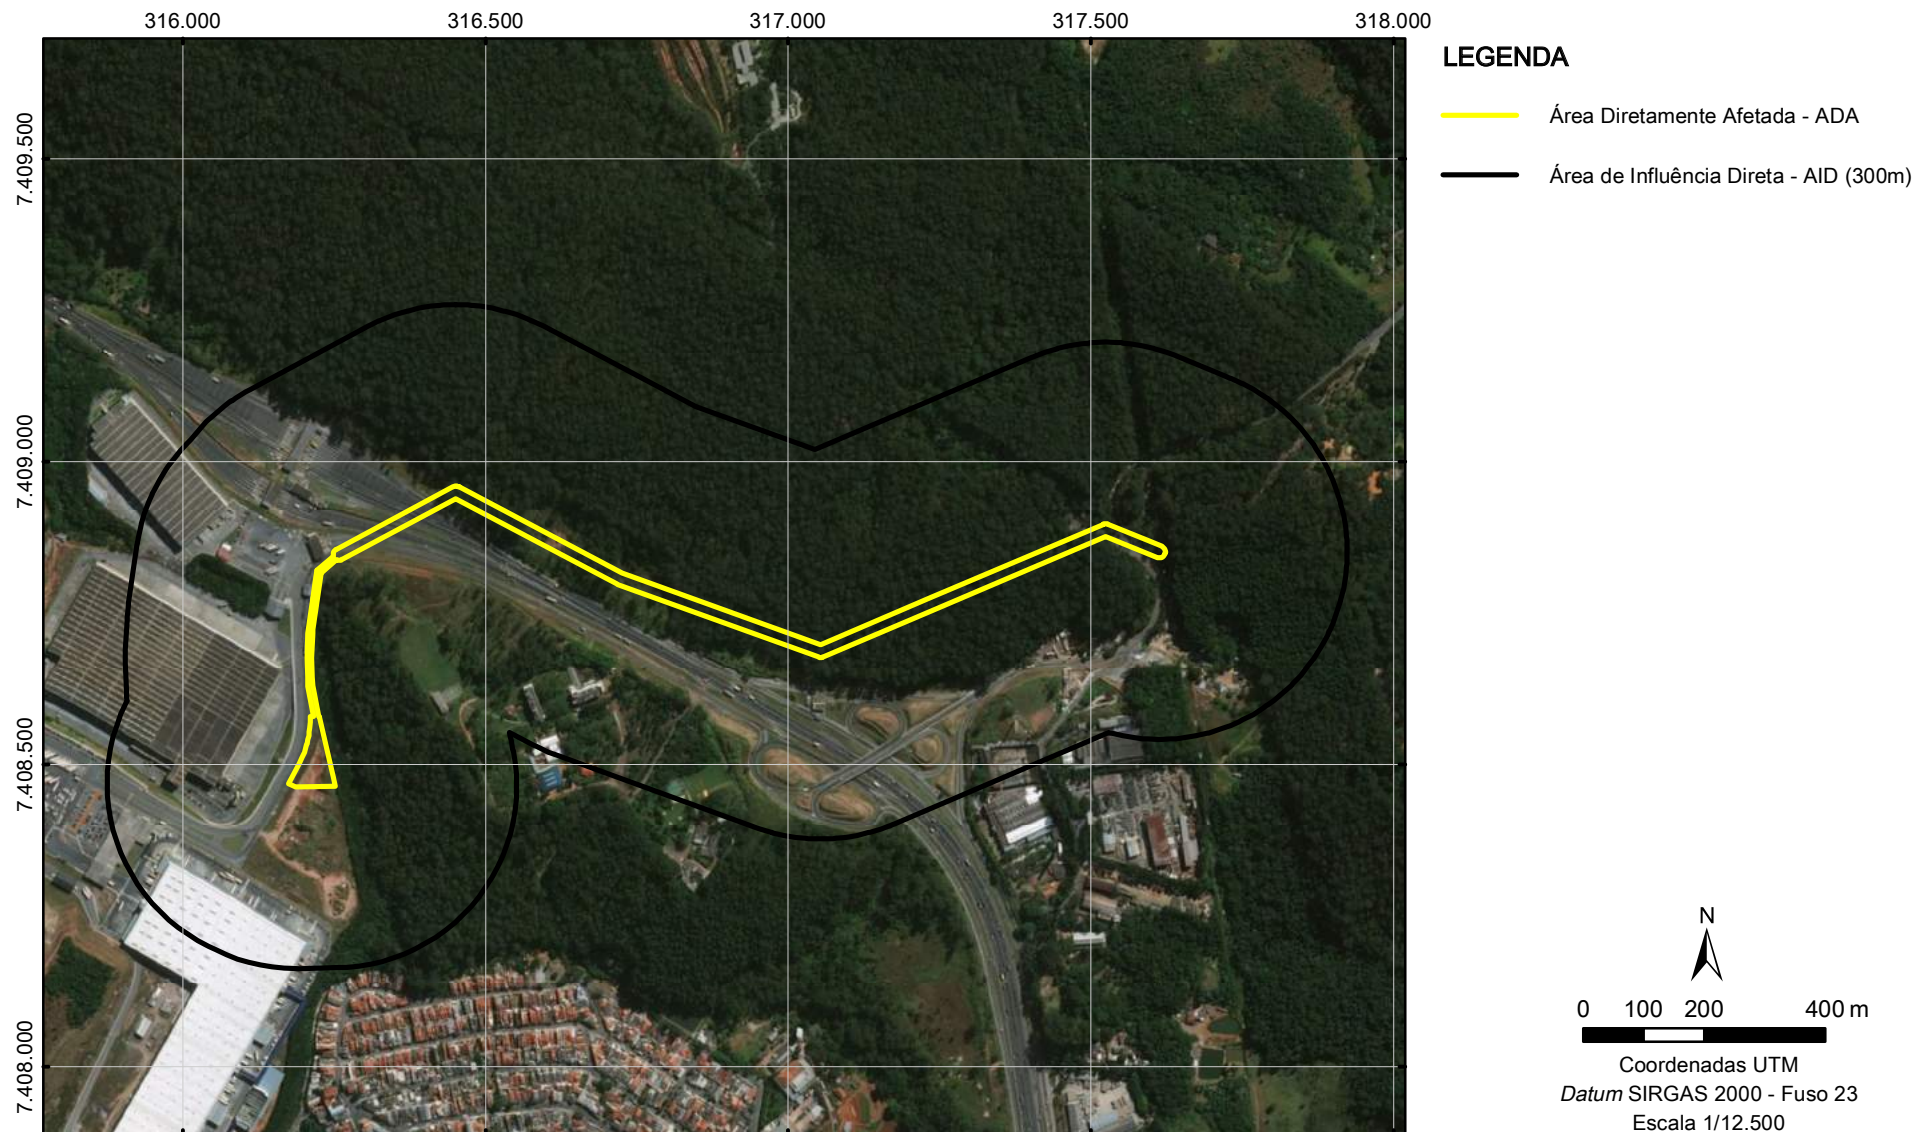 316.000 316.500 317.000 317.500 318.000
7.409.500
7.409.000
7.408.500
7.408.000
LEGENDA
Área Diretamente Afetada - ADA
Área de Influência Direta - AID (300m)
N
0 100 200 400 m
Coordenadas UTM
Datum SIRGAS 2000 - Fuso 23
Escala 1/12.500